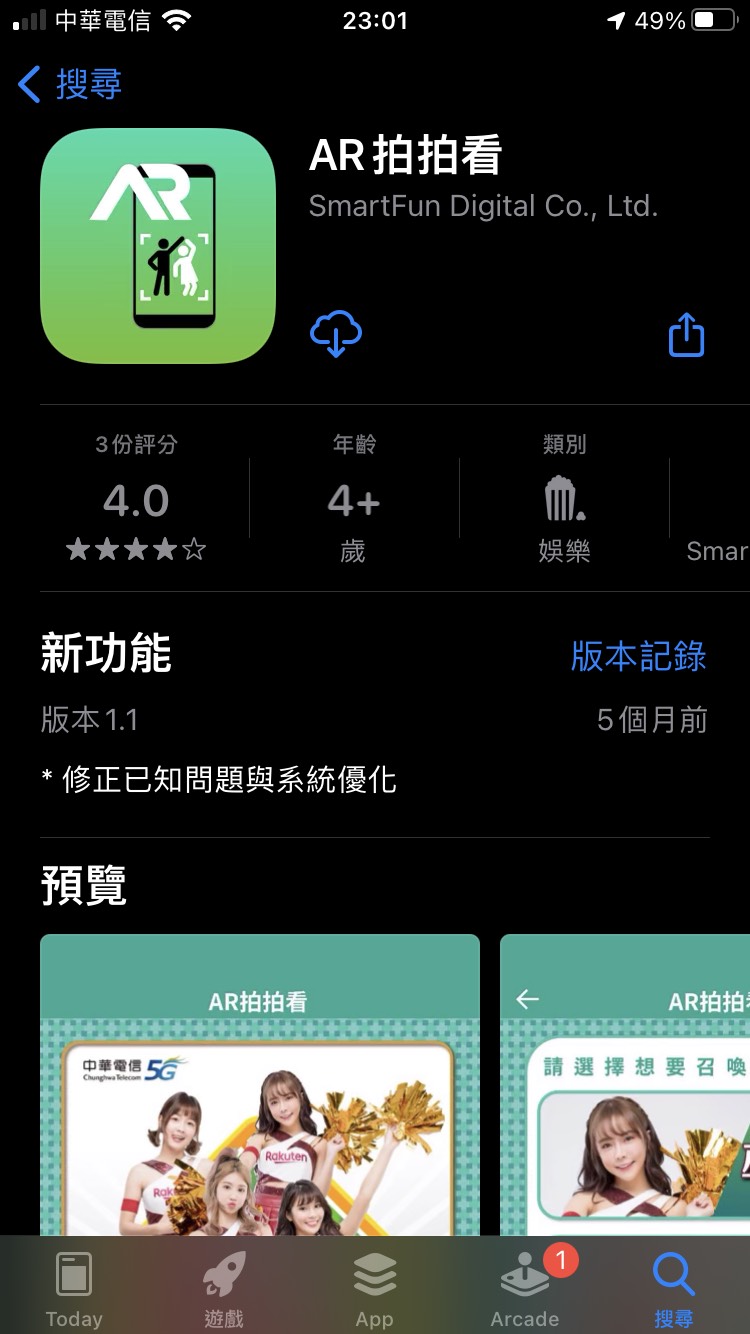 中華電信
23:01
49%
搜尋
AR
AR 拍拍看
SmartFun Digital Co., Ltd.
3份評分
年齡
類別
4.0
4+
歲
娛樂
Smar
新功能
版本記錄
版本 1.1
5 個月前
* 修正已知問題與系統優化
預覽
AR拍拍看
AR拍拍
中華電信 5G
Chunghwa Telecom
請選擇想要召喚
Rakuten
Rak
Today
遊戲
App
Arcade
1
搜尋